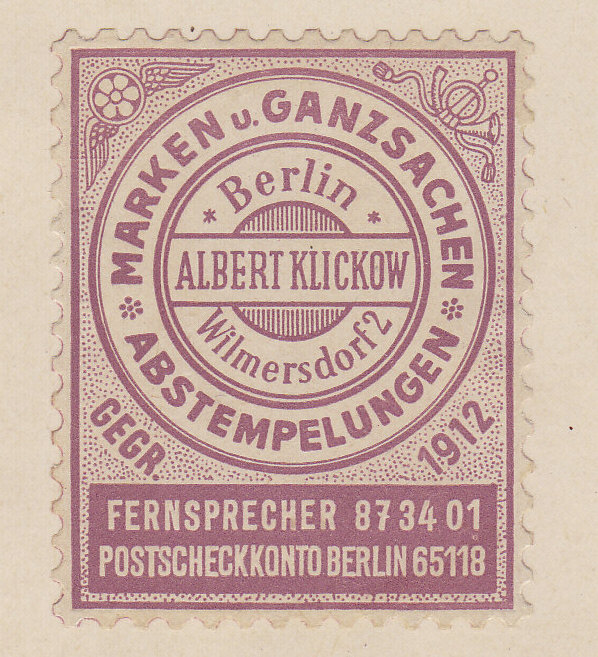 MARKEN u. GANZSACHEN
* Berlin *
ALBERT KLICKOW
Wilmersdorf 2
ABSTEMPELUNGEN
GEGR. 1912
FERNSPRECHER 87 34 01
POSTSCHECKKONTO BERLIN 65118